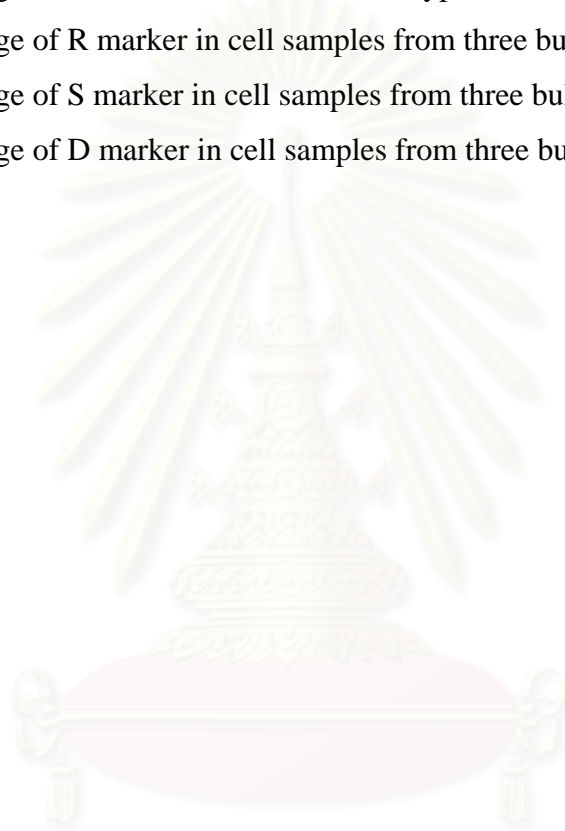 ge of R marker in cell samples from three bu
ge of S marker in cell samples from three bu
ge of D marker in cell samples from three bu